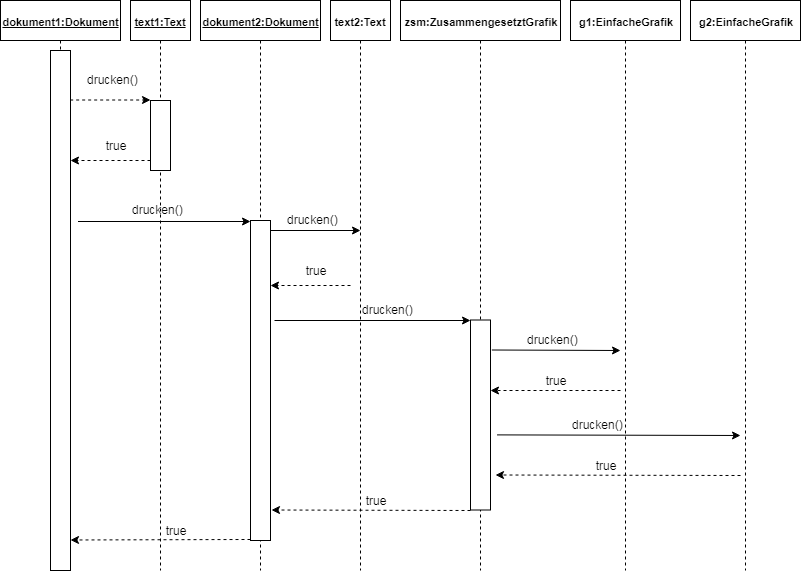 dokument1:Dokument
text1:Text
dokument2:Dokument
text2:Text
zsm:ZusammengesetztGrafik
g1:EinfacheGrafik
g2:EinfacheGrafik
drucken()
true
drucken()
drucken()
true
drucken()
drucken()
true
drucken()
true
true
true